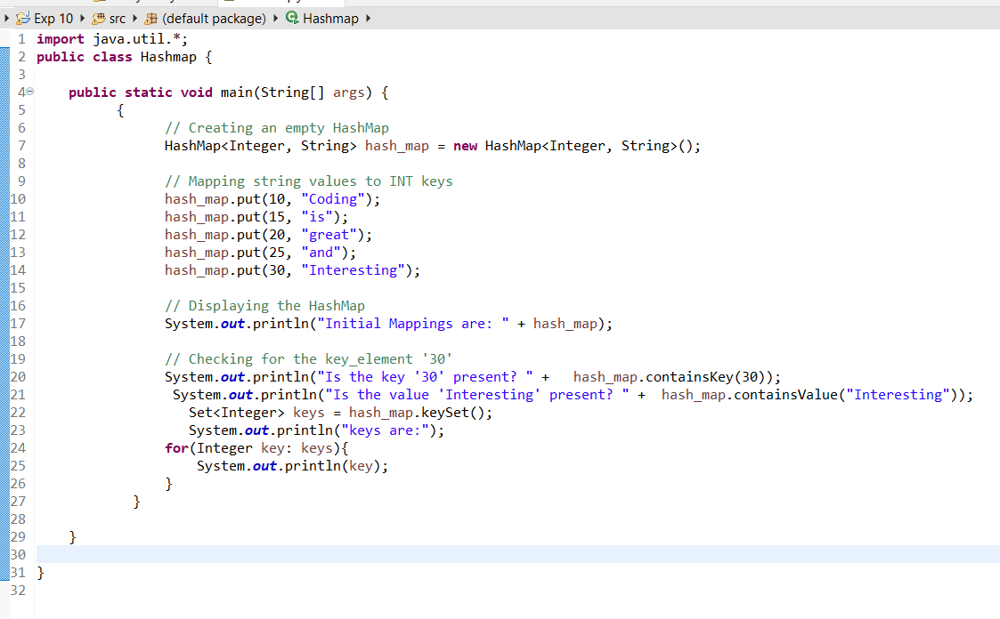 Exp 10 src (default package) Hashmap
1 import java.util.*;
2 public class Hashmap {
3
4 public static void main(String[] args) {
5 {
6 // Creating an empty HashMap
7 HashMap<Integer, String> hash_map = new HashMap<Integer, String>();
8
9 // Mapping string values to INT keys
10 hash_map.put(10, "Coding");
11 hash_map.put(15, "is");
12 hash_map.put(20, "great");
13 hash_map.put(25, "and");
14 hash_map.put(30, "Interesting");
15
16 // Displaying the HashMap
17 System.out.println("Initial Mappings are: " + hash_map);
18
19 // Checking for the key_element '30'
20 System.out.println("Is the key '30' present? " + hash_map.containsKey(30));
21 System.out.println("Is the value 'Interesting' present? " + hash_map.containsValue("Interesting"));
22 Set<Integer> keys = hash_map.keySet();
23 System.out.println("keys are:");
24 for(Integer key: keys){
25 System.out.println(key);
26 }
27 }
28
29 }
30
31 }
32